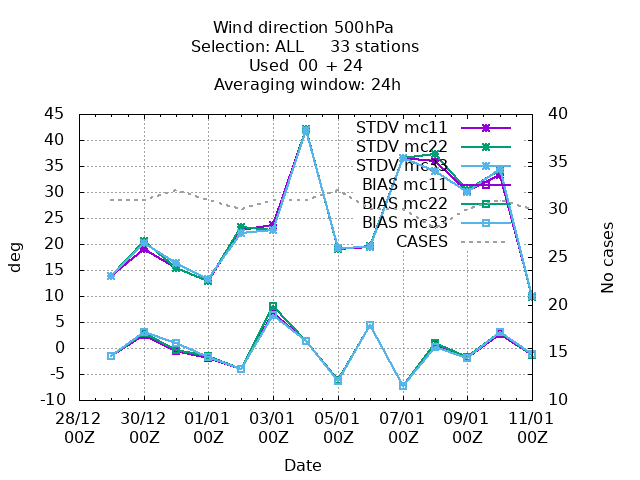 Wind direction 500hPa
Selection: ALL 33 stations
Used 00 + 24
Averaging window: 24h
45
40
35
30
25
20
15
10
5
0
-5
-10
deg
40
35
30
25
20
15
10
No cases
STDV mc11
STDV mc22
STDV mc33
BIAS mc11
BIAS mc22
BIAS mc33
CASES
28/12 30/12 01/01 03/01 05/01 07/01 09/01 11/01
00Z 00Z 00Z 00Z 00Z 00Z 00Z 00Z
Date